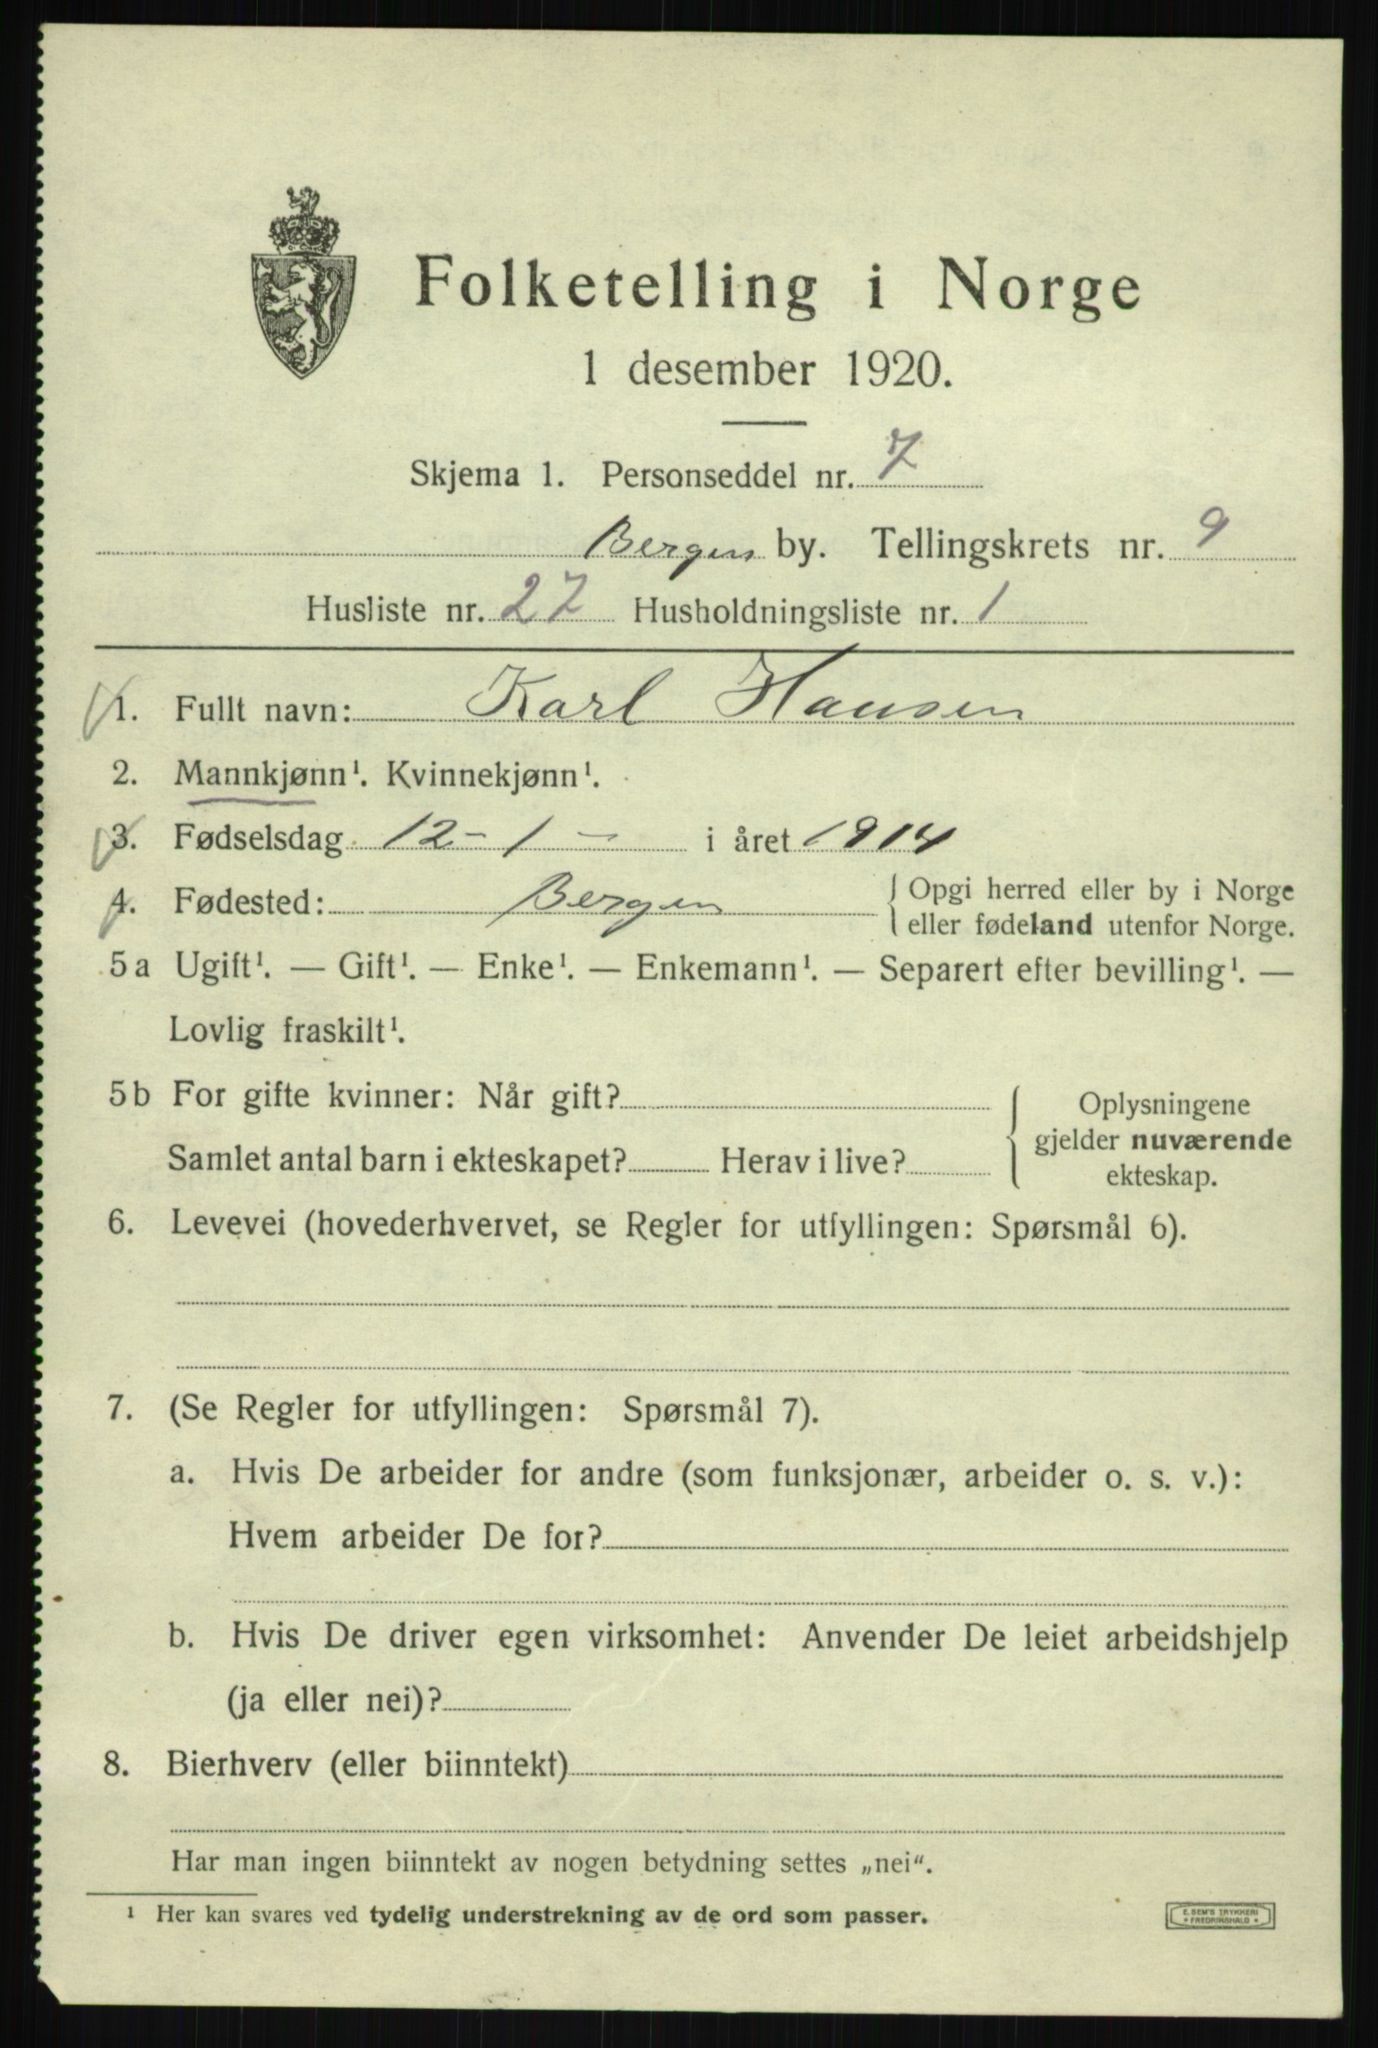 Folketelling i Norge
1 desember 1920.
Skjema 1. Personseddel nr. 7
Bergen by. Tellingskrets nr. 9
Husliste nr. 27 Husholdningsliste nr. 1
1. Fullt navn: Karl Hansen
2. Mannkjønn¹. Kvinnekjønn¹.
3. Fødselsdag 12 - 1 - i året 1914
4. Fødested: Bergen { Opgi herred eller by i Norge
eller fødeland utenfor Norge.
5a Ugift¹. — Gift¹. — Enke¹. — Enkemann¹. — Separert efter bevilling¹. —
Lovlig fraskilt¹.
5b For gifte kvinner: Når gift? { Oplysningene
gjelder nuværende
Samlet antal barn i ekteskapet? Herav i live?
ekteskap.
6. Levevei (hovederhvervet, se Regler for utfyllingen: Spørsmål 6).
7. (Se Regler for utfyllingen: Spørsmål 7).
a. Hvis De arbeider for andre (som funksjonær, arbeider o. s. v.):
Hvem arbeider De for?
b. Hvis De driver egen virksomhet: Anvender De leiet arbeidshjelp
(ja eller nei)?
8. Bierhverv (eller biinntekt)
Har man ingen biinntekt av nogen betydning settes „nei“.
¹ Her kan svares ved tydelig understrekning av de ord som passer.
E. SEM'S TRYKKERI
* FREDRIKSHALD *